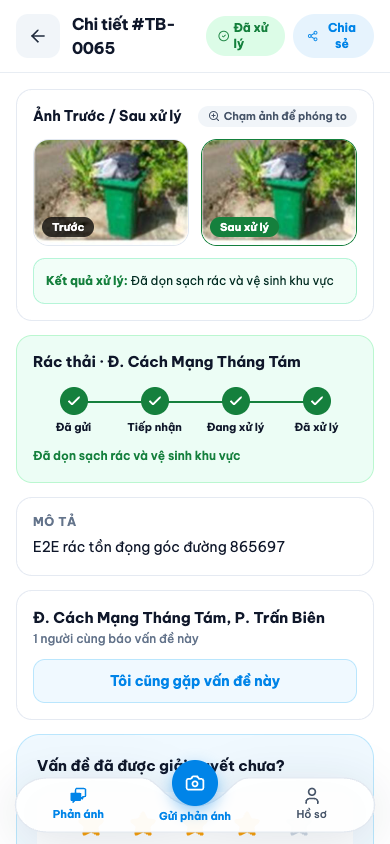 Chi tiết #TB-
0065
Đã xử
lý
Chia
sẻ
Ảnh Trước / Sau xử lý
Chạm ảnh để phóng to
Trước
Sau xử lý
Kết quả xử lý: Đã dọn sạch rác và vệ sinh khu vực
Rác thải · Đ. Cách Mạng Tháng Tám
Đã gửi
Tiếp nhận
Đang xử lý
Đã xử lý
Đã dọn sạch rác và vệ sinh khu vực
MÔ TẢ
E2E rác tồn đọng góc đường 865697
Đ. Cách Mạng Tháng Tám, P. Trấn Biên
1 người cùng báo vấn đề này
Tôi cũng gặp vấn đề này
Vấn đề đã được quyết chưa?
Phản ánh
Gửi phản ánh
Hồ sơ